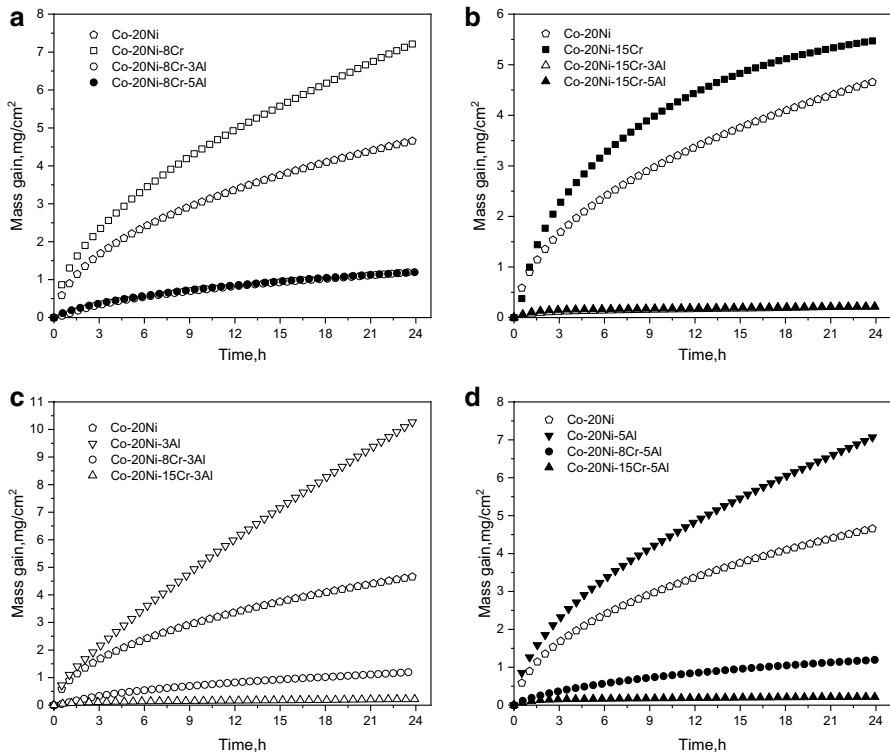 a
Co-20Ni
Co-20Ni-8Cr
Co-20Ni-8Cr-3Al
Co-20Ni-8Cr-5Al
8
7
6
5
4
3
2
1
0
Mass gain,mg/cm²
0 3 6 9 12 15 18 21 24
Time,h
b
Co-20Ni
Co-20Ni-15Cr
Co-20Ni-15Cr-3Al
Co-20Ni-15Cr-5Al
6
5
4
3
2
1
0
Mass gain,mg/cm²
0 3 6 9 12 15 18 21 24
Time,h
c
Co-20Ni
Co-20Ni-3Al
Co-20Ni-8Cr-3Al
Co-20Ni-15Cr-3Al
11
10
9
8
7
6
5
4
3
2
1
0
Mass gain,mg/cm²
0 3 6 9 12 15 18 21 24
Time,h
d
Co-20Ni
Co-20Ni-5Al
Co-20Ni-8Cr-5Al
Co-20Ni-15Cr-5Al
8
7
6
5
4
3
2
1
0
Mass gain,mg/cm²
0 3 6 9 12 15 18 21 24
Time,h